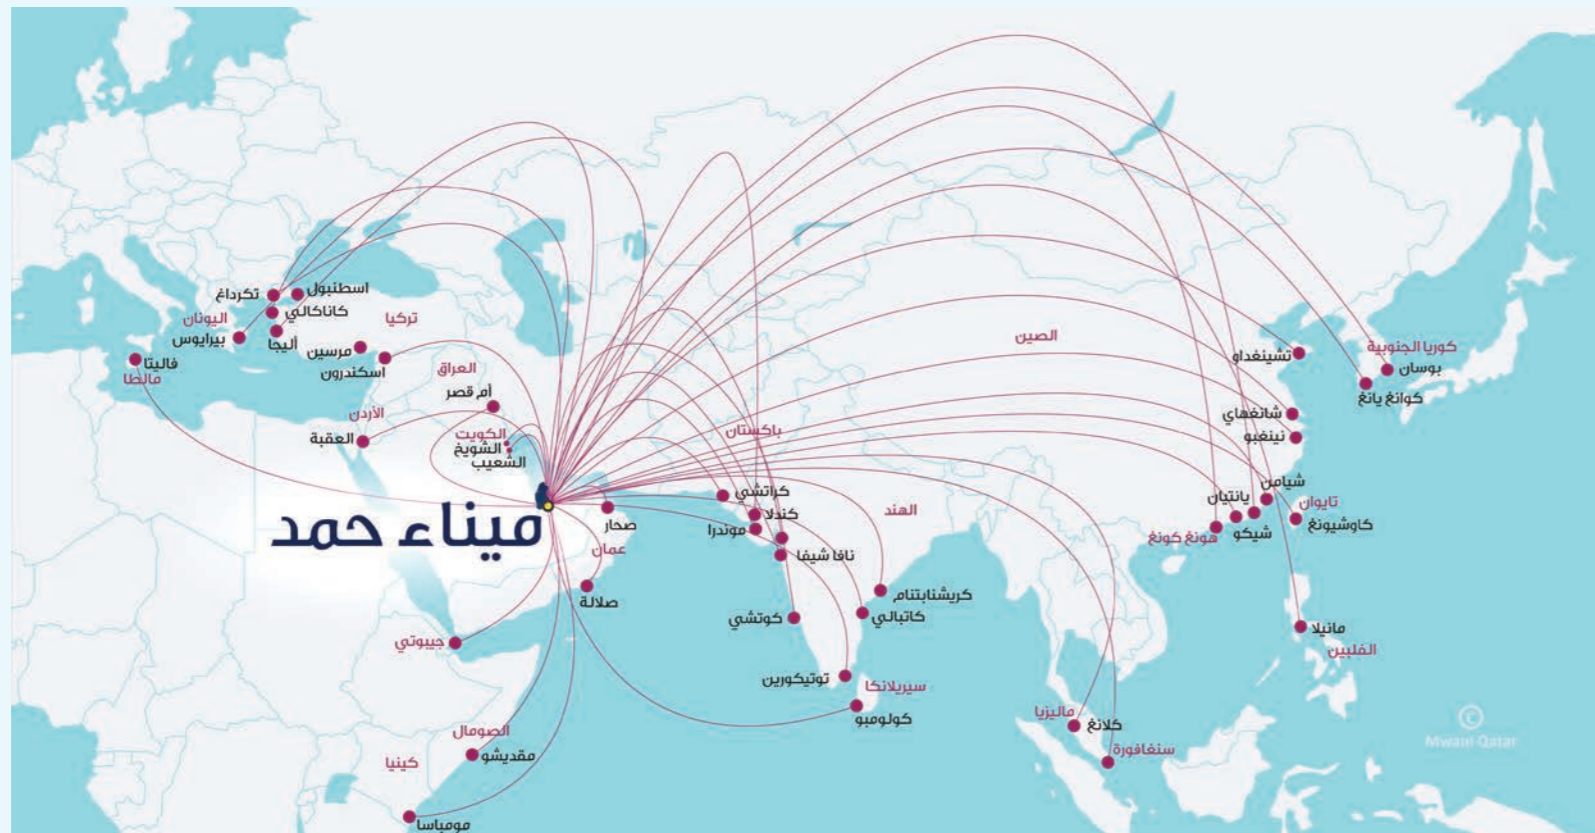 اسطنبول
تكرداغ
كاناكالي
اليونان
تركيا
بيرايوس
أليجا
مرسين
اسكندرون
فاليتا
مالطا
العراق
أم قصر
الأردن
العقبة
الكويت
الشويخ
الشعيب
ميناء حمد
صحار
عمان
صلالة
جيبوتي
الصومال
مقديشو
كينيا
مومباسا
باكستان
كراتشي
كندلا
موندرا
الهند
نافا شيفا
كريشنابتنام
كاتبالي
كوتشي
توتيكورين
سيريلانكا
كولومبو
الصين
تشينغداو
كوريا الجنوبية
بوسان
كوانغ يانغ
شانغهاي
نينغبو
شيامن
يانتيان
تايوان
كاوشيونغ
شيكو
هونغ كونغ
مانيلا
الفلبين
ماليزيا
كلانغ
سنغافورة
©
Mwani Qatar